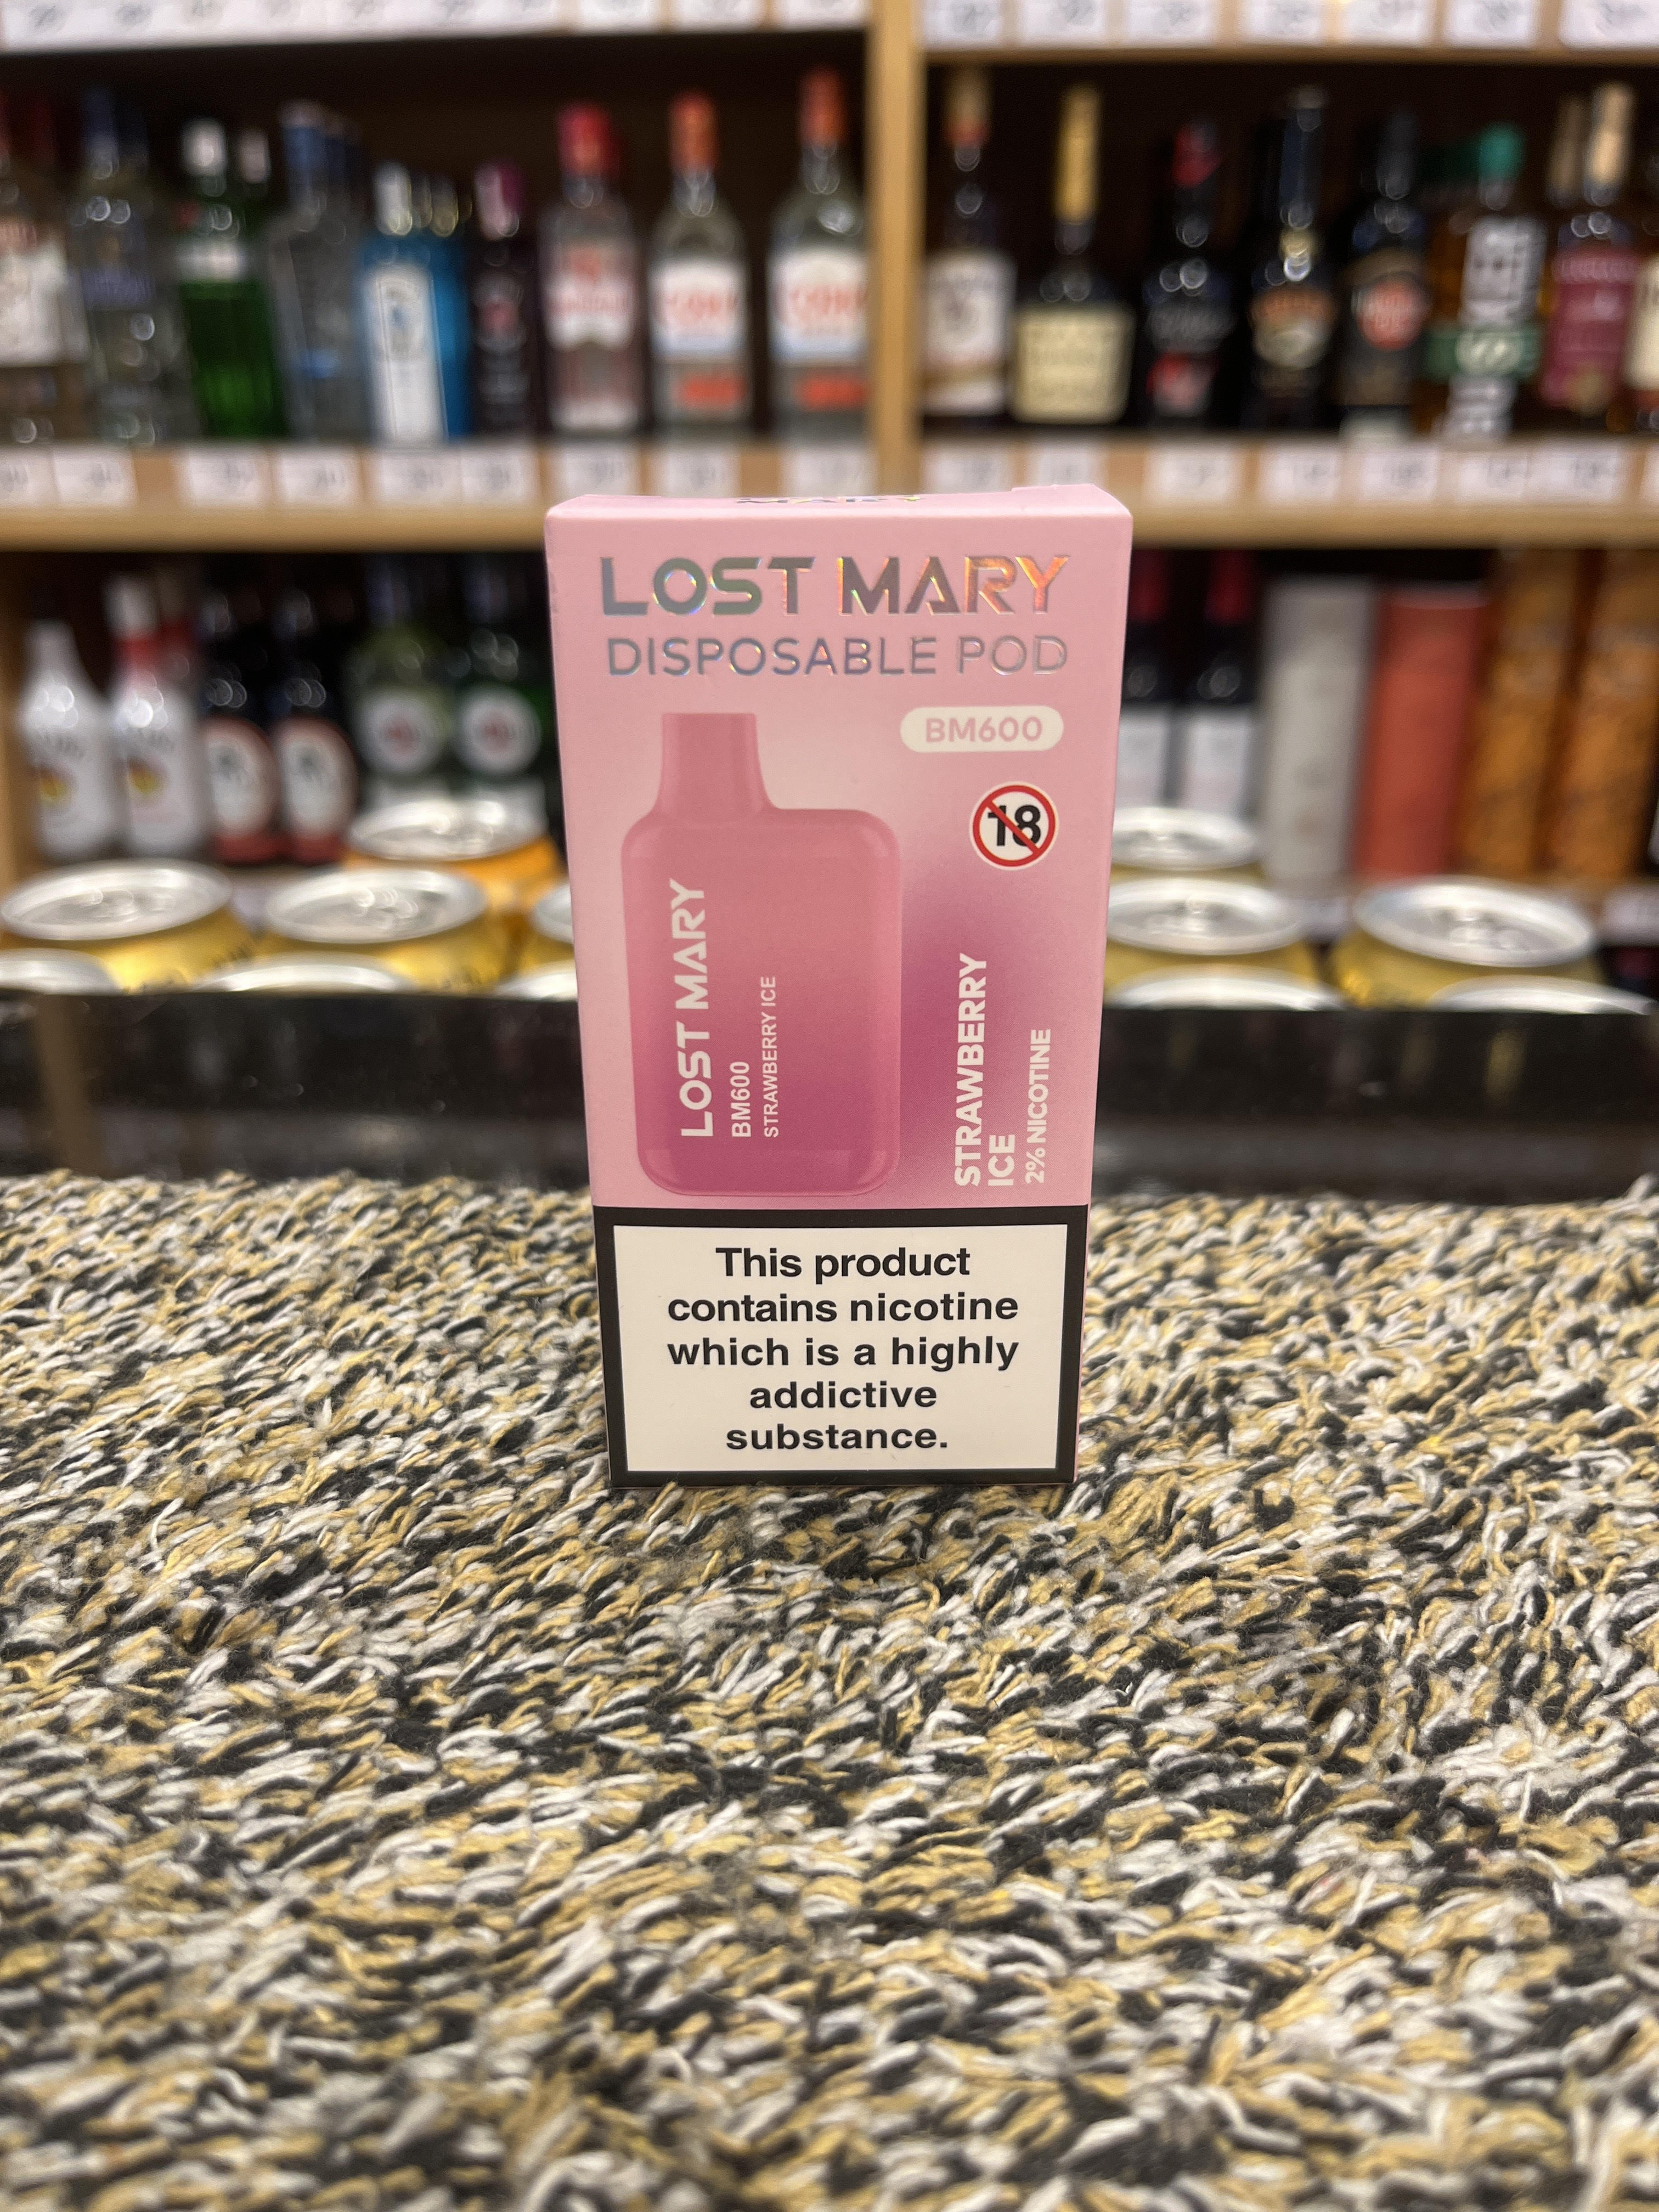 LOST MARY
DISPOSABLE POD
BM600
18
LOST MARY
BM600
STRAWBERRY ICE
STRAWBERRY
ICE
2% NICOTINE
This product
contains nicotine
which is a highly
addictive
substance.